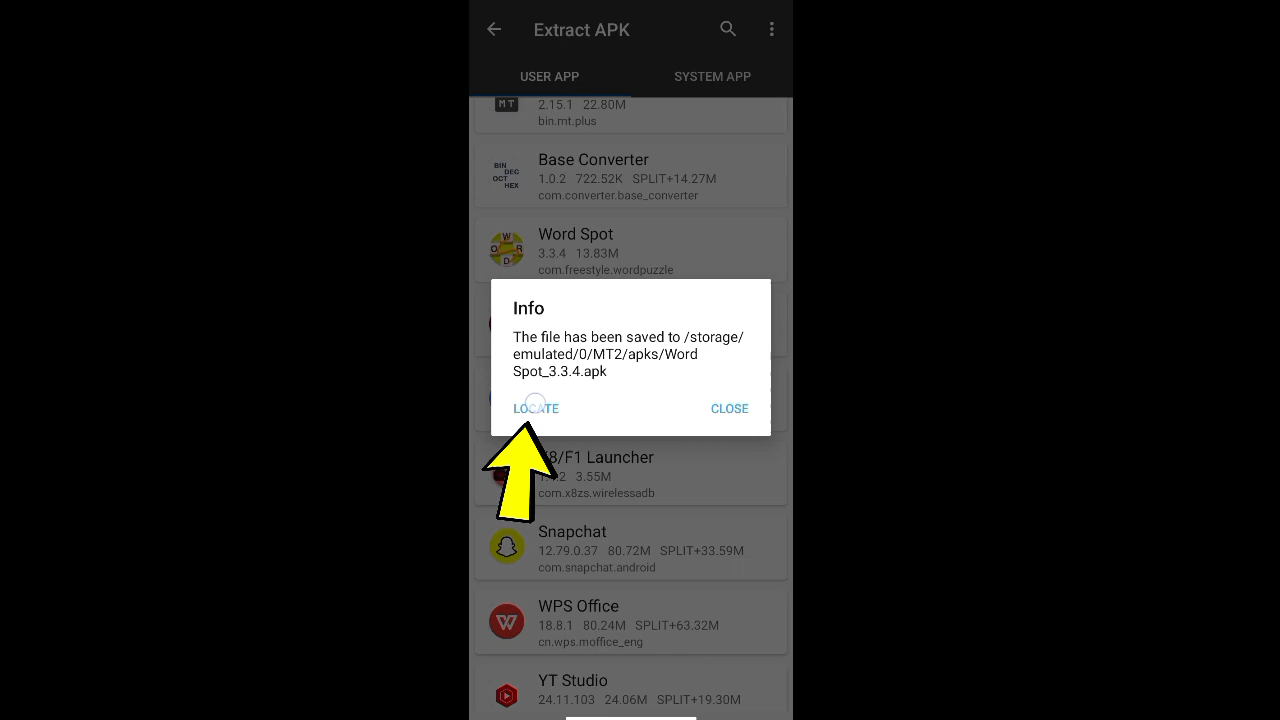 Extract APK
USER APP
SYSTEM APP
MT
2.15.1 22.80M
bin.mt.plus
BIN
DEC
OCT
HEX
Base Converter
1.0.2 722.52K SPLIT+14.27M
com.converter.base_converter
W
O R
D
Word Spot
3.3.4 13.83M
com.freestyle.wordpuzzle
Info
The file has been saved to /storage/
emulated/0/MT2/apks/Word
Spot_3.3.4.apk
LOCATE
CLOSE
/F1 Launcher
3.55M
com.x8zs.wirelessadb
Snapchat
12.79.0.37 80.72M SPLIT+33.59M
com.snapchat.android
W
WPS Office
18.8.1 80.24M SPLIT+63.32M
cn.wps.moffice_eng
YT Studio
24.11.103 24.06M SPLIT+19.30M